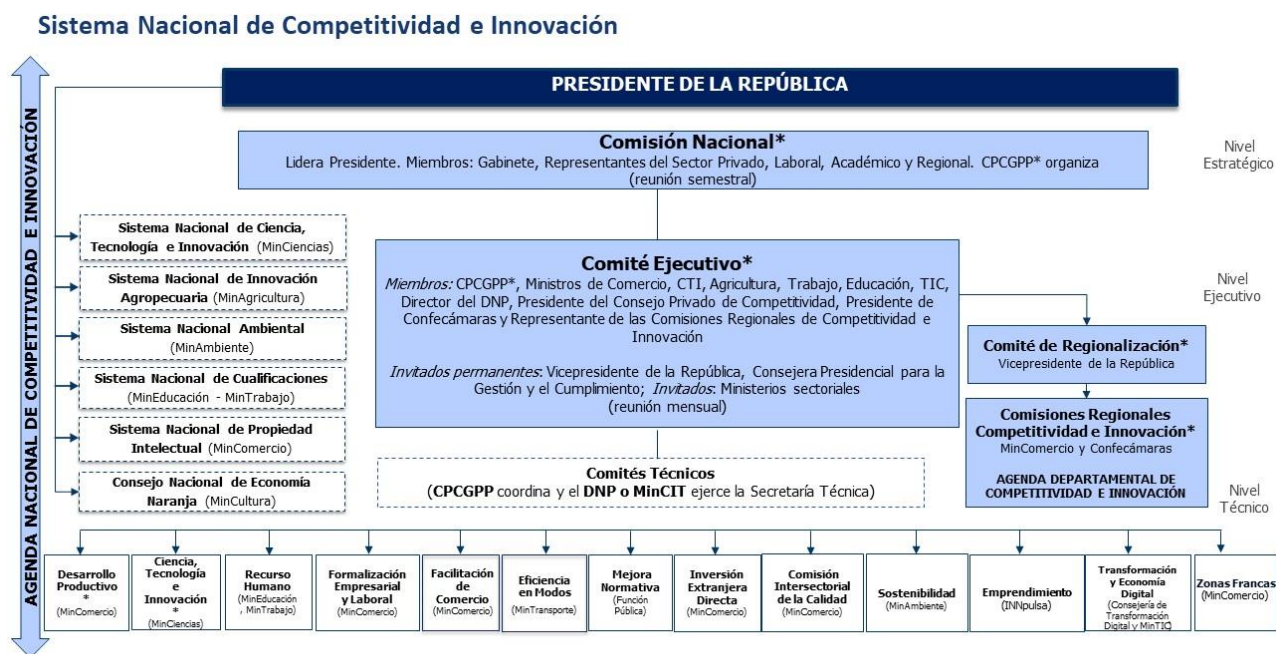 Sistema Nacional de Competitividad e Innovación
AGENDA NACIONAL DE COMPETITIVIDAD E INNOVACIÓN
PRESIDENTE DE LA REPÚBLICA
Comisión Nacional*
Lidera Presidente. Miembros: Gabinete, Representantes del Sector Privado, Laboral, Académico y Regional. CPCGPP* organiza
(reunión semestral)
Nivel
Estratégico
Sistema Nacional de Ciencia,
Tecnología e Innovación (MinCiencias)
Sistema Nacional de Innovación
Agropecuaria (MinAgricultura)
Sistema Nacional Ambiental
(MinAmbiente)
Sistema Nacional de Cualificaciones
(MinEducación - MinTrabajo)
Sistema Nacional de Propiedad
Intelectual (MinComercio)
Consejo Nacional de Economía
Naranja (MinCultura)
Comité Ejecutivo*
Miembros: CPCGPP*, Ministros de Comercio, CTI, Agricultura, Trabajo, Educación, TIC,
Director del DNP, Presidente del Consejo Privado de Competitividad, Presidente de
Confecámaras y Representante de las Comisiones Regionales de Competitividad e
Innovación
Invitados permanentes: Vicepresidente de la República, Consejera Presidencial para la
Gestión y el Cumplimiento; Invitados: Ministerios sectoriales
(reunión mensual)
Nivel
Ejecutivo
Comité de Regionalización*
Vicepresidente de la República
Comisiones Regionales
Competitividad e Innovación*
MinComercio y Confecámaras
AGENDA DEPARTAMENTAL DE
COMPETITIVIDAD E INNOVACIÓN
Comités Técnicos
(CPCGPP coordina y el DNP o MinCIT ejerce la Secretaría Técnica)
Nivel
Técnico
Desarrollo
Productivo
*
(MinComercio)
Ciencia,
Tecnología
e
Innovación
*
(MinCiencias)
Recurso
Humano
(MinEducación
, MinTrabajo)
Formalización
Empresarial
y Laboral
(MinComercio)
Facilitación
de
Comercio
(MinComercio)
Eficiencia
en Modos
(MinTransporte)
Mejora
Normativa
(Función
Pública)
Inversión
Extranjera
Directa
(MinComercio)
Comisión
Intersectorial
de la Calidad
(MinComercio)
Sostenibilidad
(MinAmbiente)
Emprendimiento
(INNpulsa)
Transformación
y Economía
Digital
(Consejería de
Transformación
Digital y MinTIC)
Zonas Francas
(MinComercio)